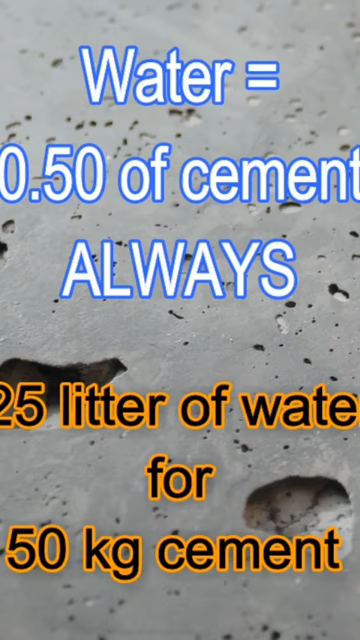 Water =
0.50 of cement
ALWAYS
25 litter of water
for
50 kg cement